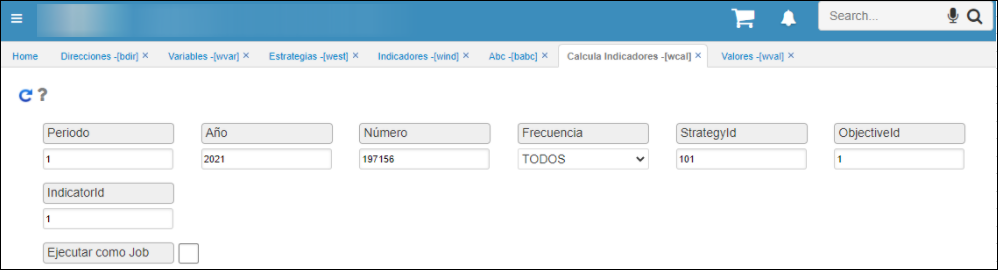 Search...
Home Direcciones -[bdir] × Variables -[wvar] × Estrategias -[west] × Indicadores -[wind] × Abc -[babc] × Calcula Indicadores -[wcal] × Valores -[wval] ×
?
Periodo Año Número Frecuencia StrategyId ObjectiveId
1 2021 197156 TODOS 101 1
IndicatorId
1
Ejecutar como Job